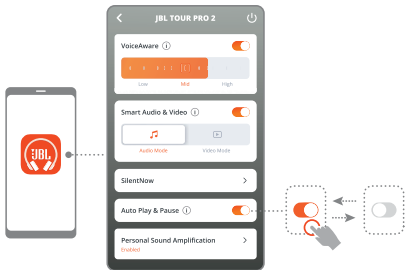 JBL TOUR PRO 2
VoiceAware
Low Mid High
Smart Audio & Video
Audio Mode Video Mode
SilentNow
Auto Play & Pause
Personal Sound Amplification
Enabled
JBL